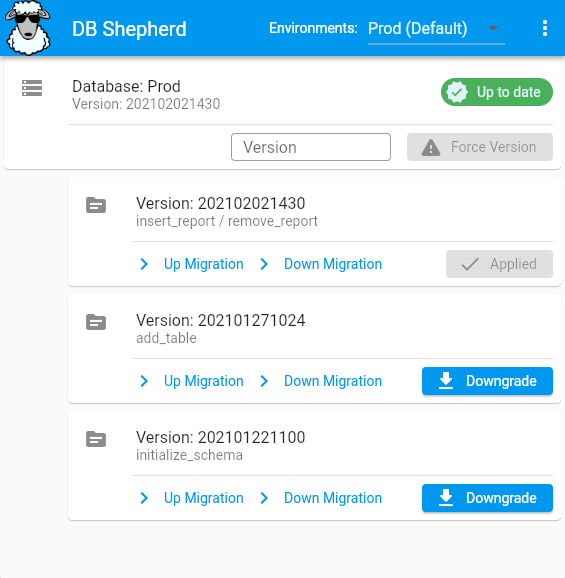 DB Shepherd
Environments: Prod (Default)
Database: Prod
Version: 202102021430
Up to date
Version
Force Version
Version: 202102021430
insert_report / remove_report
Up Migration Down Migration Applied
Version: 202101271024
add_table
Up Migration Down Migration Downgrade
Version: 202101221100
initialize_schema
Up Migration Down Migration Downgrade